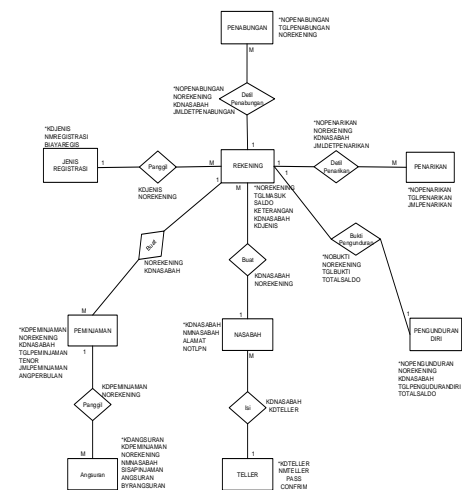 PENABUNGAN
*NOPENABUNGAN
TGLPENABUNGAN
NOREKENING
M
*NOPENABUNGAN
NOREKENING
KDNASABAH
JMLDETPENABUNGAN
Detil
Penabungan
1
*KDJENIS
NMREGISTRASI
BIAYAREGIS
JENIS
REGISTRASI
1
Panggil
M
KDJENIS
NOREKENING
REKENING
1
*NOPENARIKAN
NOREKENING
KDNASABAH
JMLDETPENARIKAN
Detil
Penarikan
M
PENARIKAN
*NOPENARIKAN
TGLPENARIKAN
JMLPENARIKAN
1
M
1
*NOREKENING
TGLMASUK
SALDO
KETERANGAN
KDNASABAH
KDJENIS
Bukti
Pengunduran
*NOBUKTI
NOREKENING
TGLBUKTI
TOTALSALDO
Buat
NOREKENING
KDNASABAH
Buat
KDNASABAH
NOREKENING
M
*KDPEMINJAMAN
NOREKENING
KDNASABAH
TGLPEMINJAMAN
TENOR
JMLPEMINJAMAN
ANGPERBULAN
PEMINJAMAN
1
*KDNASABAH
NMNASABAH
ALAMAT
NOTLPN
1
NASABAH
M
1
PENGUNDURAN
DIRI
*NOPENGUNDURAN
NOREKENING
KDNASABAH
TGLPENGUDURANDIRI
TOTALSALDO
KDPEMINJAMAN
NOREKENING
Panggil
M
Isi
KDNASABAH
KDTELLER
1
Angsuran
*KDANGSURAN
KDPEMINJAMAN
NOREKENING
NMNASABAH
SISAPINJAMAN
ANGSURAN
BYRANGSURAN
TELLER
*KDTELLER
NMTELLER
PASS
CONFRIM